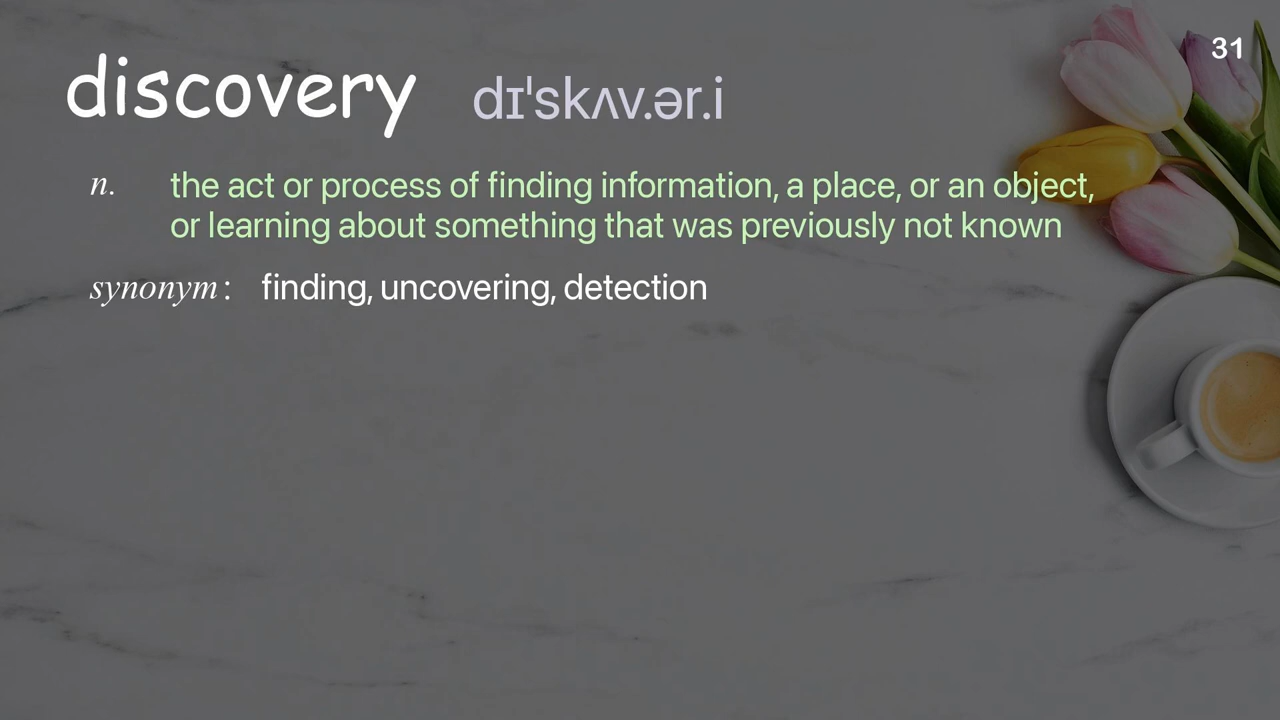 31
discovery dɪˈskʌv.ər.i
n. the act or process of finding information, a place, or an object,
or learning about something that was previously not known
synonym: finding, uncovering, detection